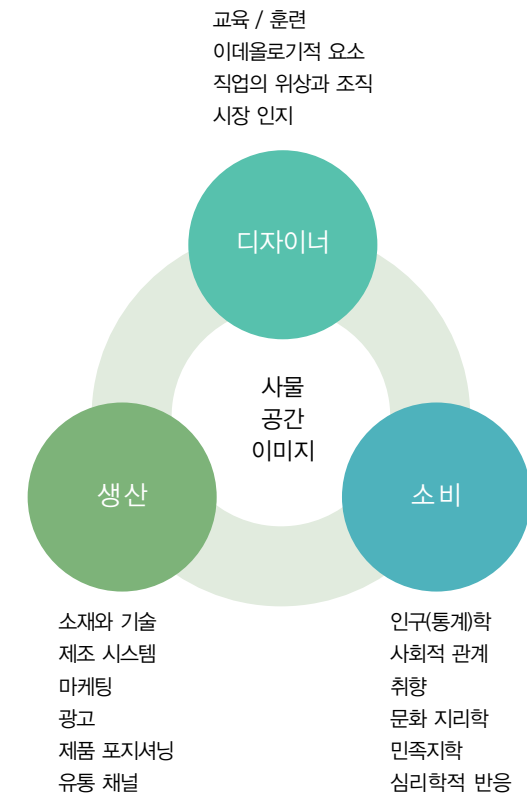 교육 / 훈련
이데올로기적 요소
직업의 위상과 조직
시장 인지
디자이너
사물
공간
이미지
생산
소비
소재와 기술
제조 시스템
마케팅
광고
제품 포지셔닝
유통 채널
인구(통계)학
사회적 관계
취향
문화 지리학
민족지학
심리학적 반응